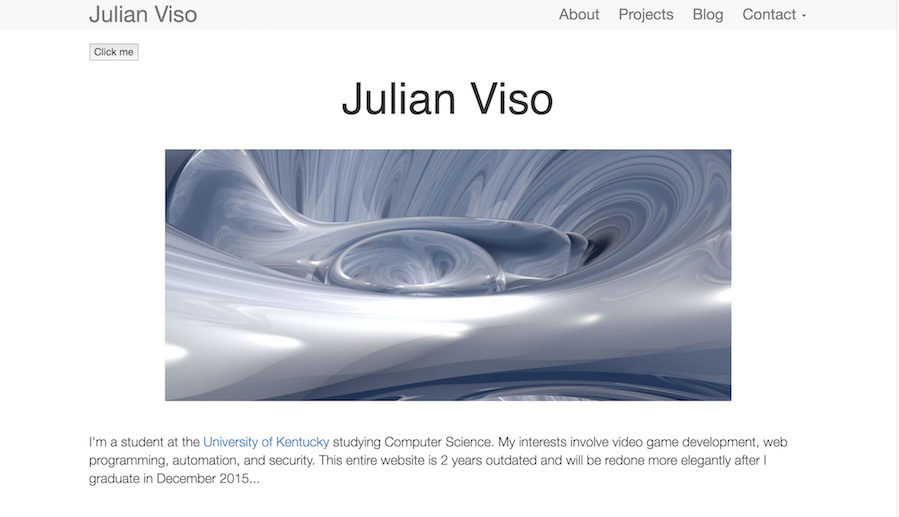 Julian Viso About Projects Blog Contact
Click me
Julian Viso
I'm a student at the University of Kentucky studying Computer Science. My interests involve video game development, web
programming, automation, and security. This entire website is 2 years outdated and will be redone more elegantly after I
graduate in December 2015...